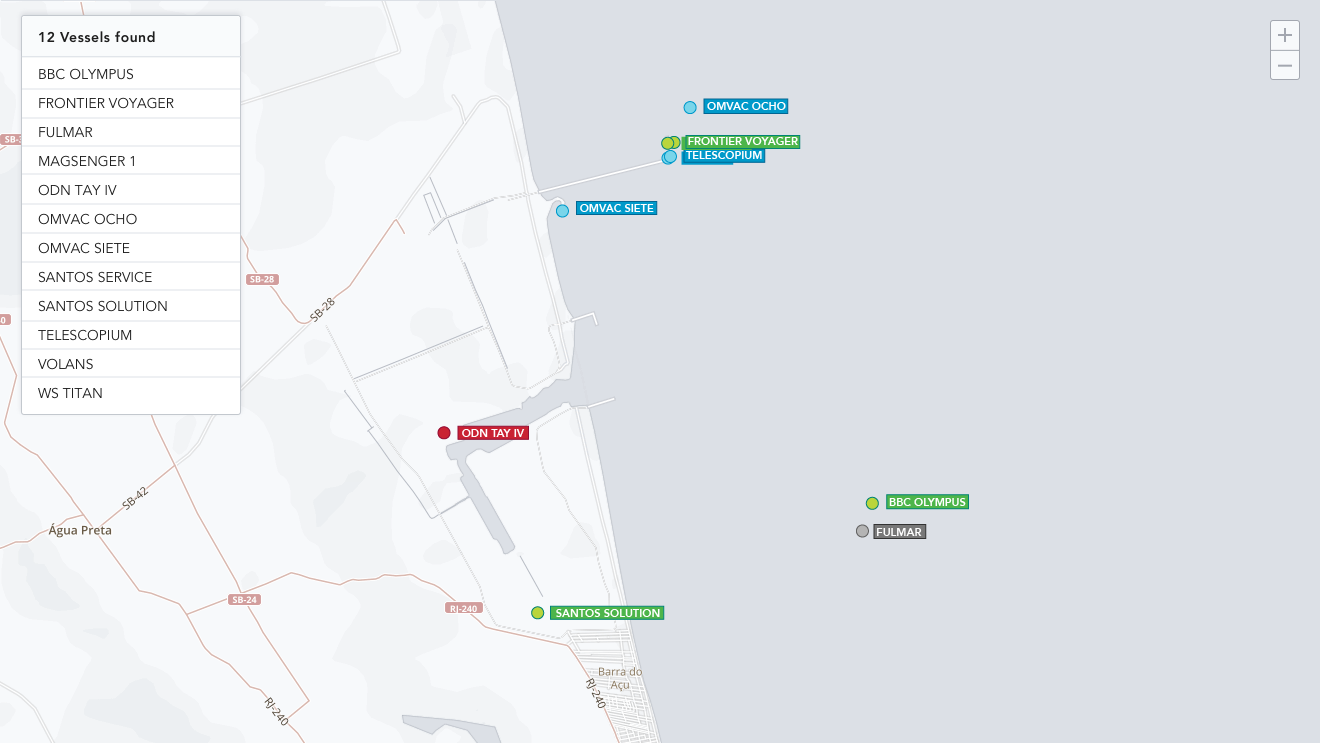 12 Vessels found
BBC OLYMPUS
FRONTIER VOYAGER
FULMAR
MAGSENGER 1
ODN TAY IV
OMVAC OCHO
OMVAC SIETE
SANTOS SERVICE
SANTOS SOLUTION
TELESCOPIUM
VOLANS
WS TITAN
OMVAC OCHO
FRONTIER VOYAGER
TELESCOPIUM
OMVAC SIETE
SB-28
SB-28
ODN TAY IV
SB-42
BBC OLYMPUS
Água Preta
FULMAR
SB-24
RJ-240
SANTOS SOLUTION
Barra do
Açu
RJ-240
RJ-240
+
−